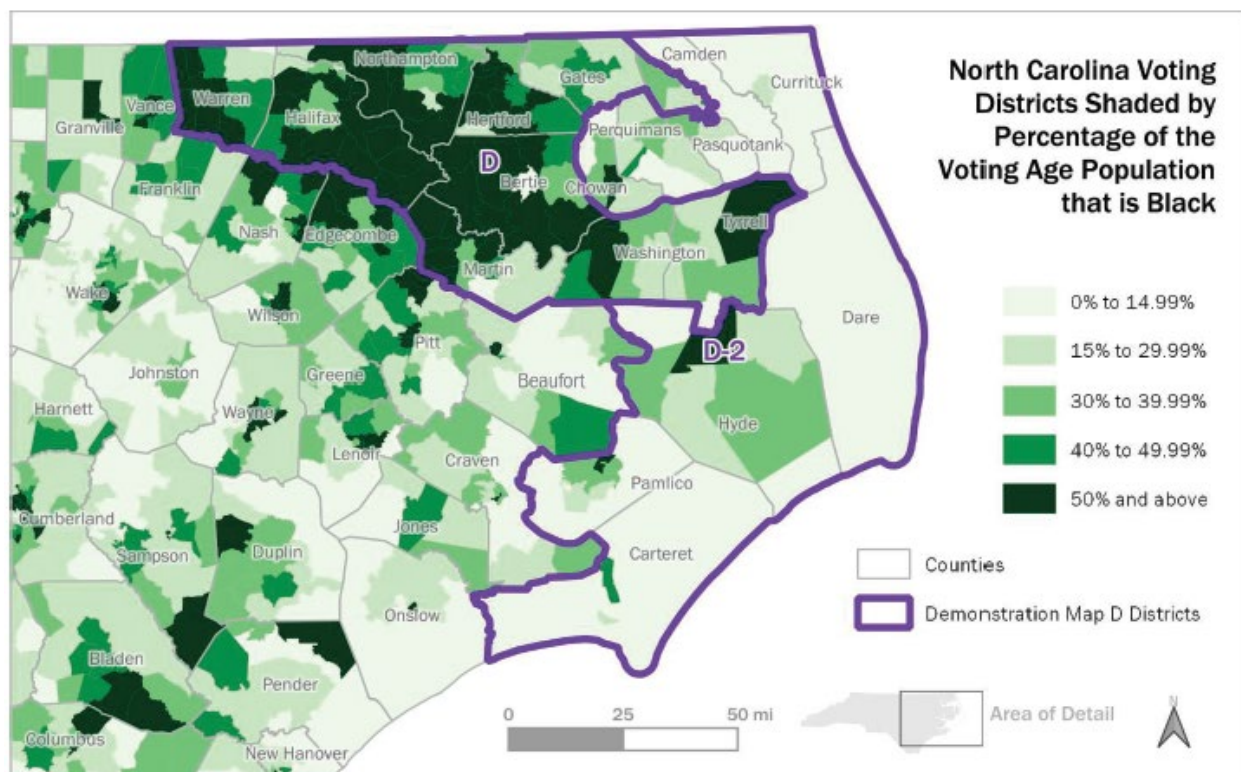 North Carolina Voting
Districts Shaded by
Percentage of the
Voting Age Population
that is Black
0% to 14.99%
15% to 29.99%
30% to 39.99%
40% to 49.99%
50% and above
Counties
Demonstration Map D Districts
Area of Detail
N
0 25 50 mi
Camden
Currituck
Northampton
Gates
Vance
Warren
Granville
Halifax
Hertford
Perquimans
Pasquotank
D
Bertie
Chowan
Franklin
Nash
Edgecombe
Tyrrell
Washington
Martin
Wake
Wilson
Dare
Pitt
D-2
Johnston
Greene
Beaufort
Harnett
Wayne
Hyde
Lenoir
Craven
Pamlico
Cumberland
Jones
Sampson
Duplin
Carteret
Onslow
Bladen
Pender
Columbus
New Hanover